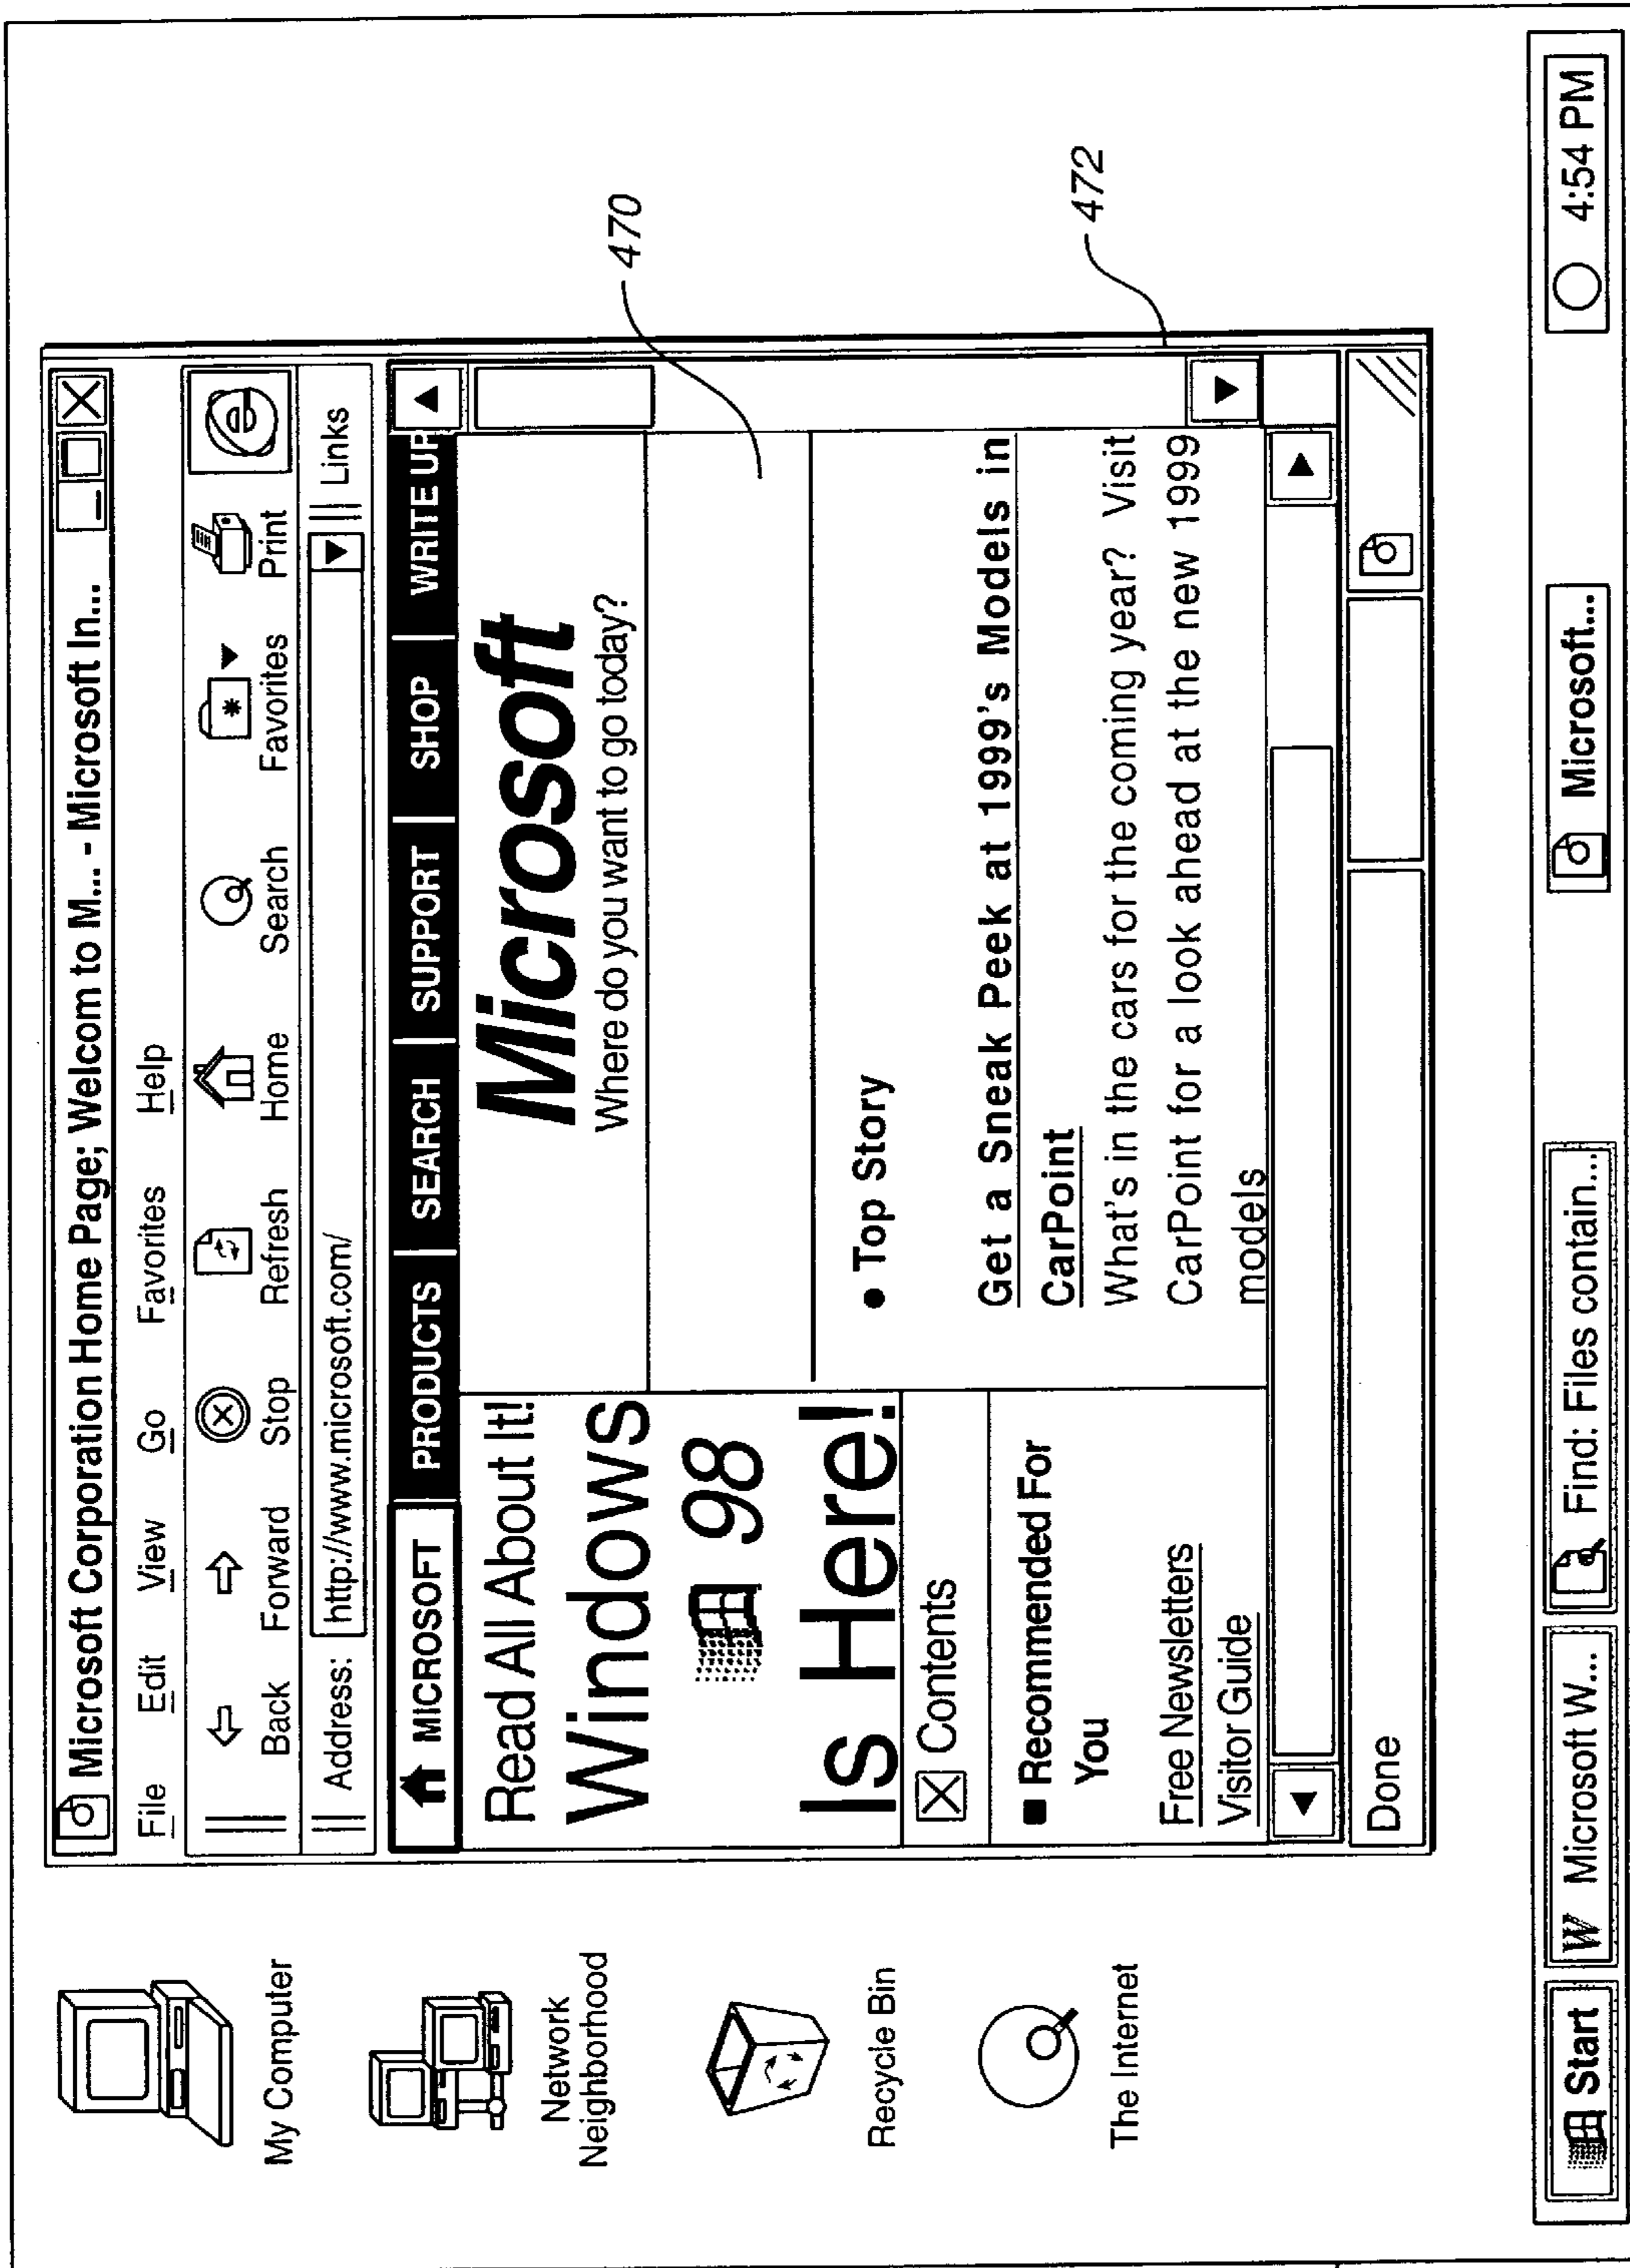 Microsoft Corporation Home Page; Welcom to M... - Microsoft In...
File Edit View Go Favorites Help
Back Forward Stop Refresh Home Search Favorites Print
Address: http://www.microsoft.com/ Links
MICROSOFT PRODUCTS SEARCH SUPPORT SHOP WRITE UP
Read All About It!
Windows
98
Is Here!
Contents
Recommended For
You
Free Newsletters
Visitor Guide
Microsoft
Where do you want to go today?
• Top Story
Get a Sneak Peek at 1999's Models in
CarPoint
What's in the cars for the coming year? Visit
CarPoint for a look ahead at the new 1999
models
Done
470
472
My Computer
Network
Neighborhood
Recycle Bin
The Internet
Start W Microsoft W... Find: Files contain... Microsoft... 4:54 PM